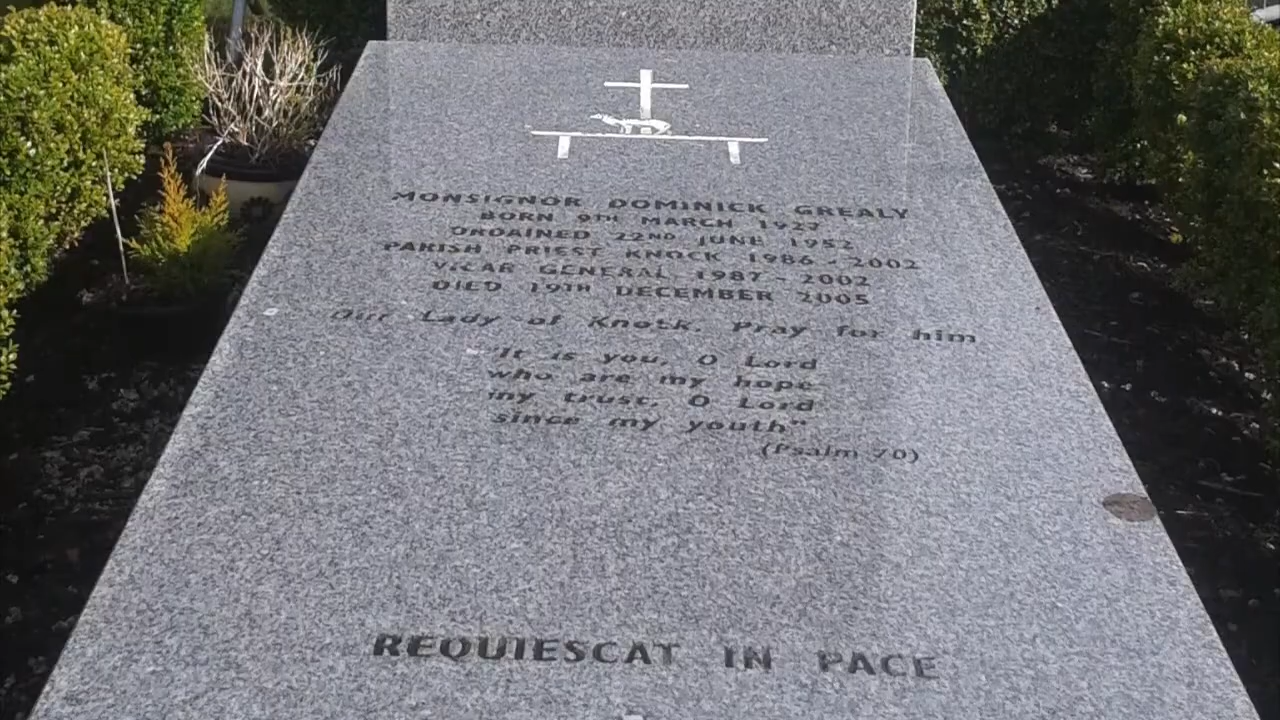 MONSIGNOR DOMINICK GREALY
BORN 9TH MARCH 1927
ORDAINED 22ND JUNE 1952
PARISH PRIEST KNOCK 1986 - 2002
VICAR GENERAL 1987 - 2002
DIED 19TH DECEMBER 2005
Our Lady of Knock, Pray for him
"It is you, O Lord
who are my hope
my trust, O Lord
since my youth"
(Psalm 70)
REQUIESCAT IN PACE